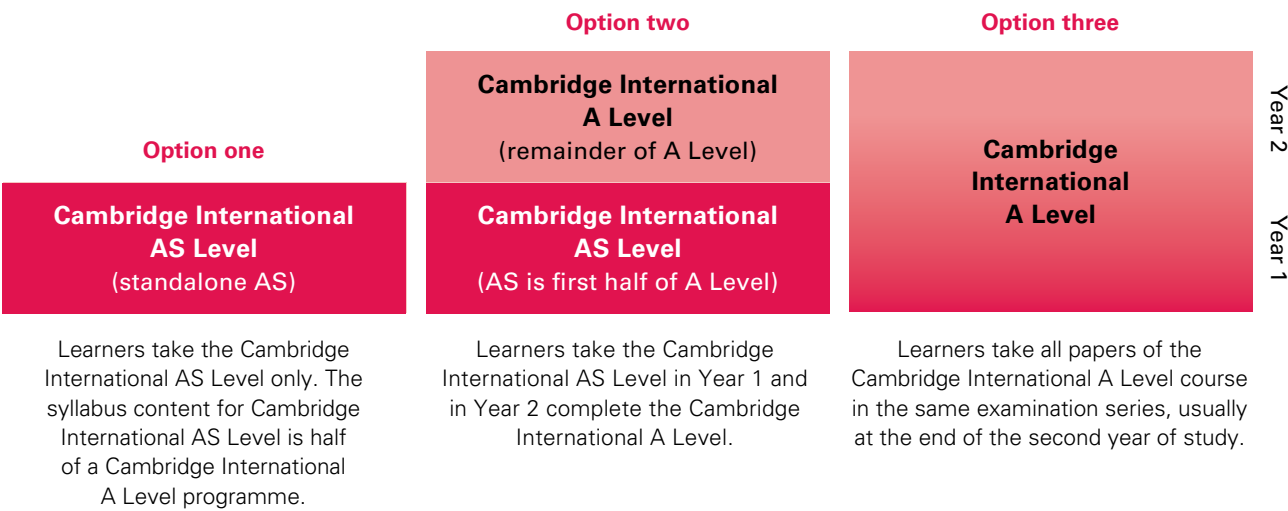 Option one
Cambridge International
AS Level
(standalone AS)
Learners take the Cambridge
International AS Level only. The
syllabus content for Cambridge
International AS Level is half
of a Cambridge International
A Level programme.
Option two
Cambridge International
A Level
(remainder of A Level)
Cambridge International
AS Level
(AS is first half of A Level)
Learners take the Cambridge
International AS Level in Year 1 and
in Year 2 complete the Cambridge
International A Level.
Option three
Cambridge
International
A Level
Learners take all papers of the
Cambridge International A Level course
in the same examination series, usually
at the end of the second year of study.
Year 2
Year 1